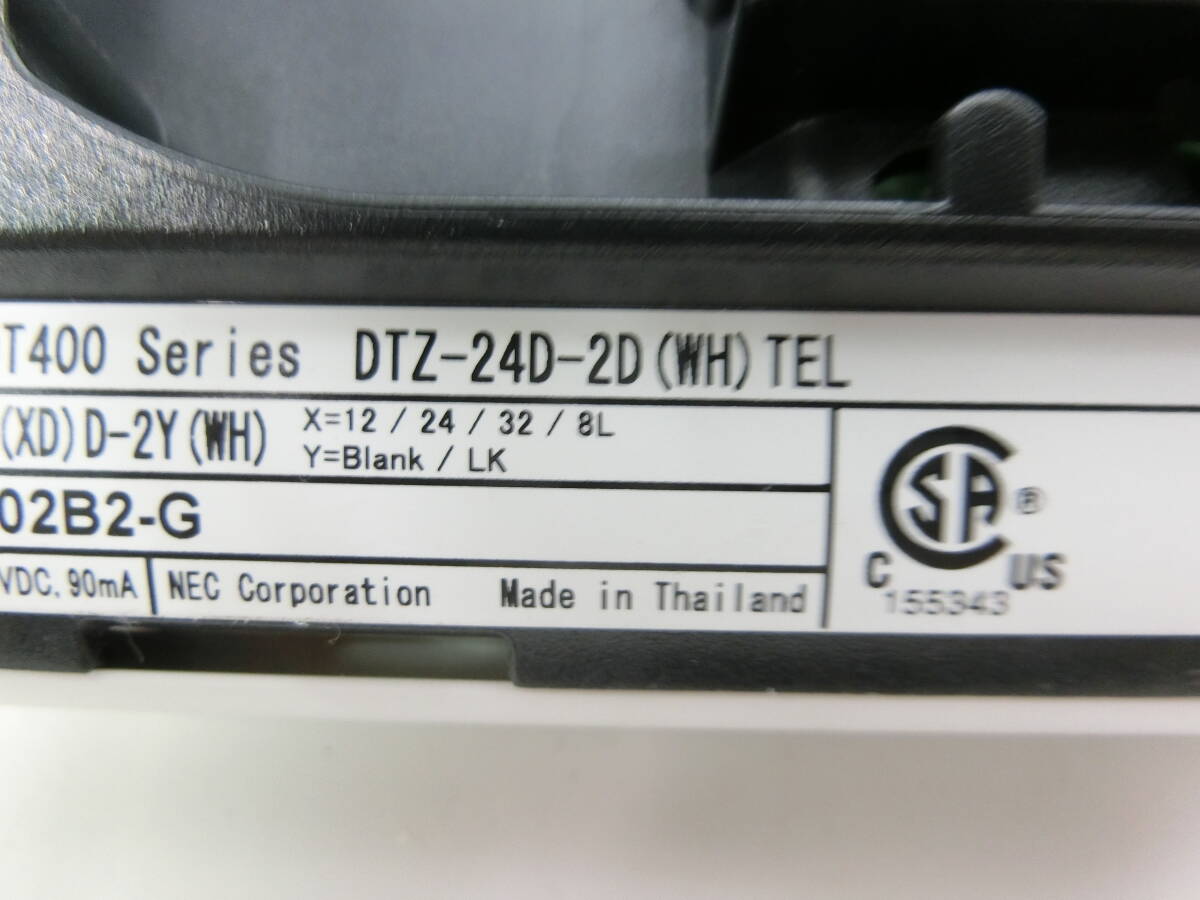 T400 Series DTZ-24D-2D(WH)TEL
(XD)D-2Y(WH) X=12 / 24 / 32 / 8L
Y=Blank / LK
02B2-G
VDC, 90mA NEC Corporation Made in Thailand
CSA ®
C US
155343